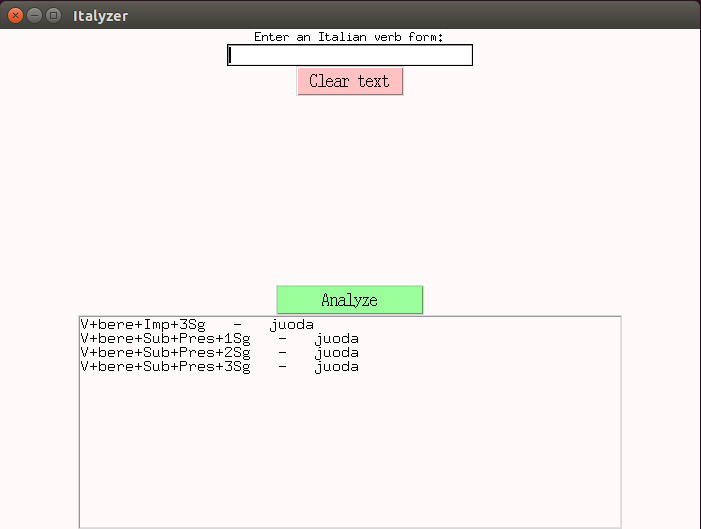 Italyzer
Enter an Italian verb form:
Clear text
Analyze
V+bere+Imp+3Sg - juoda
V+bere+Sub+Pres+1Sg - juoda
V+bere+Sub+Pres+2Sg - juoda
V+bere+Sub+Pres+3Sg - juoda